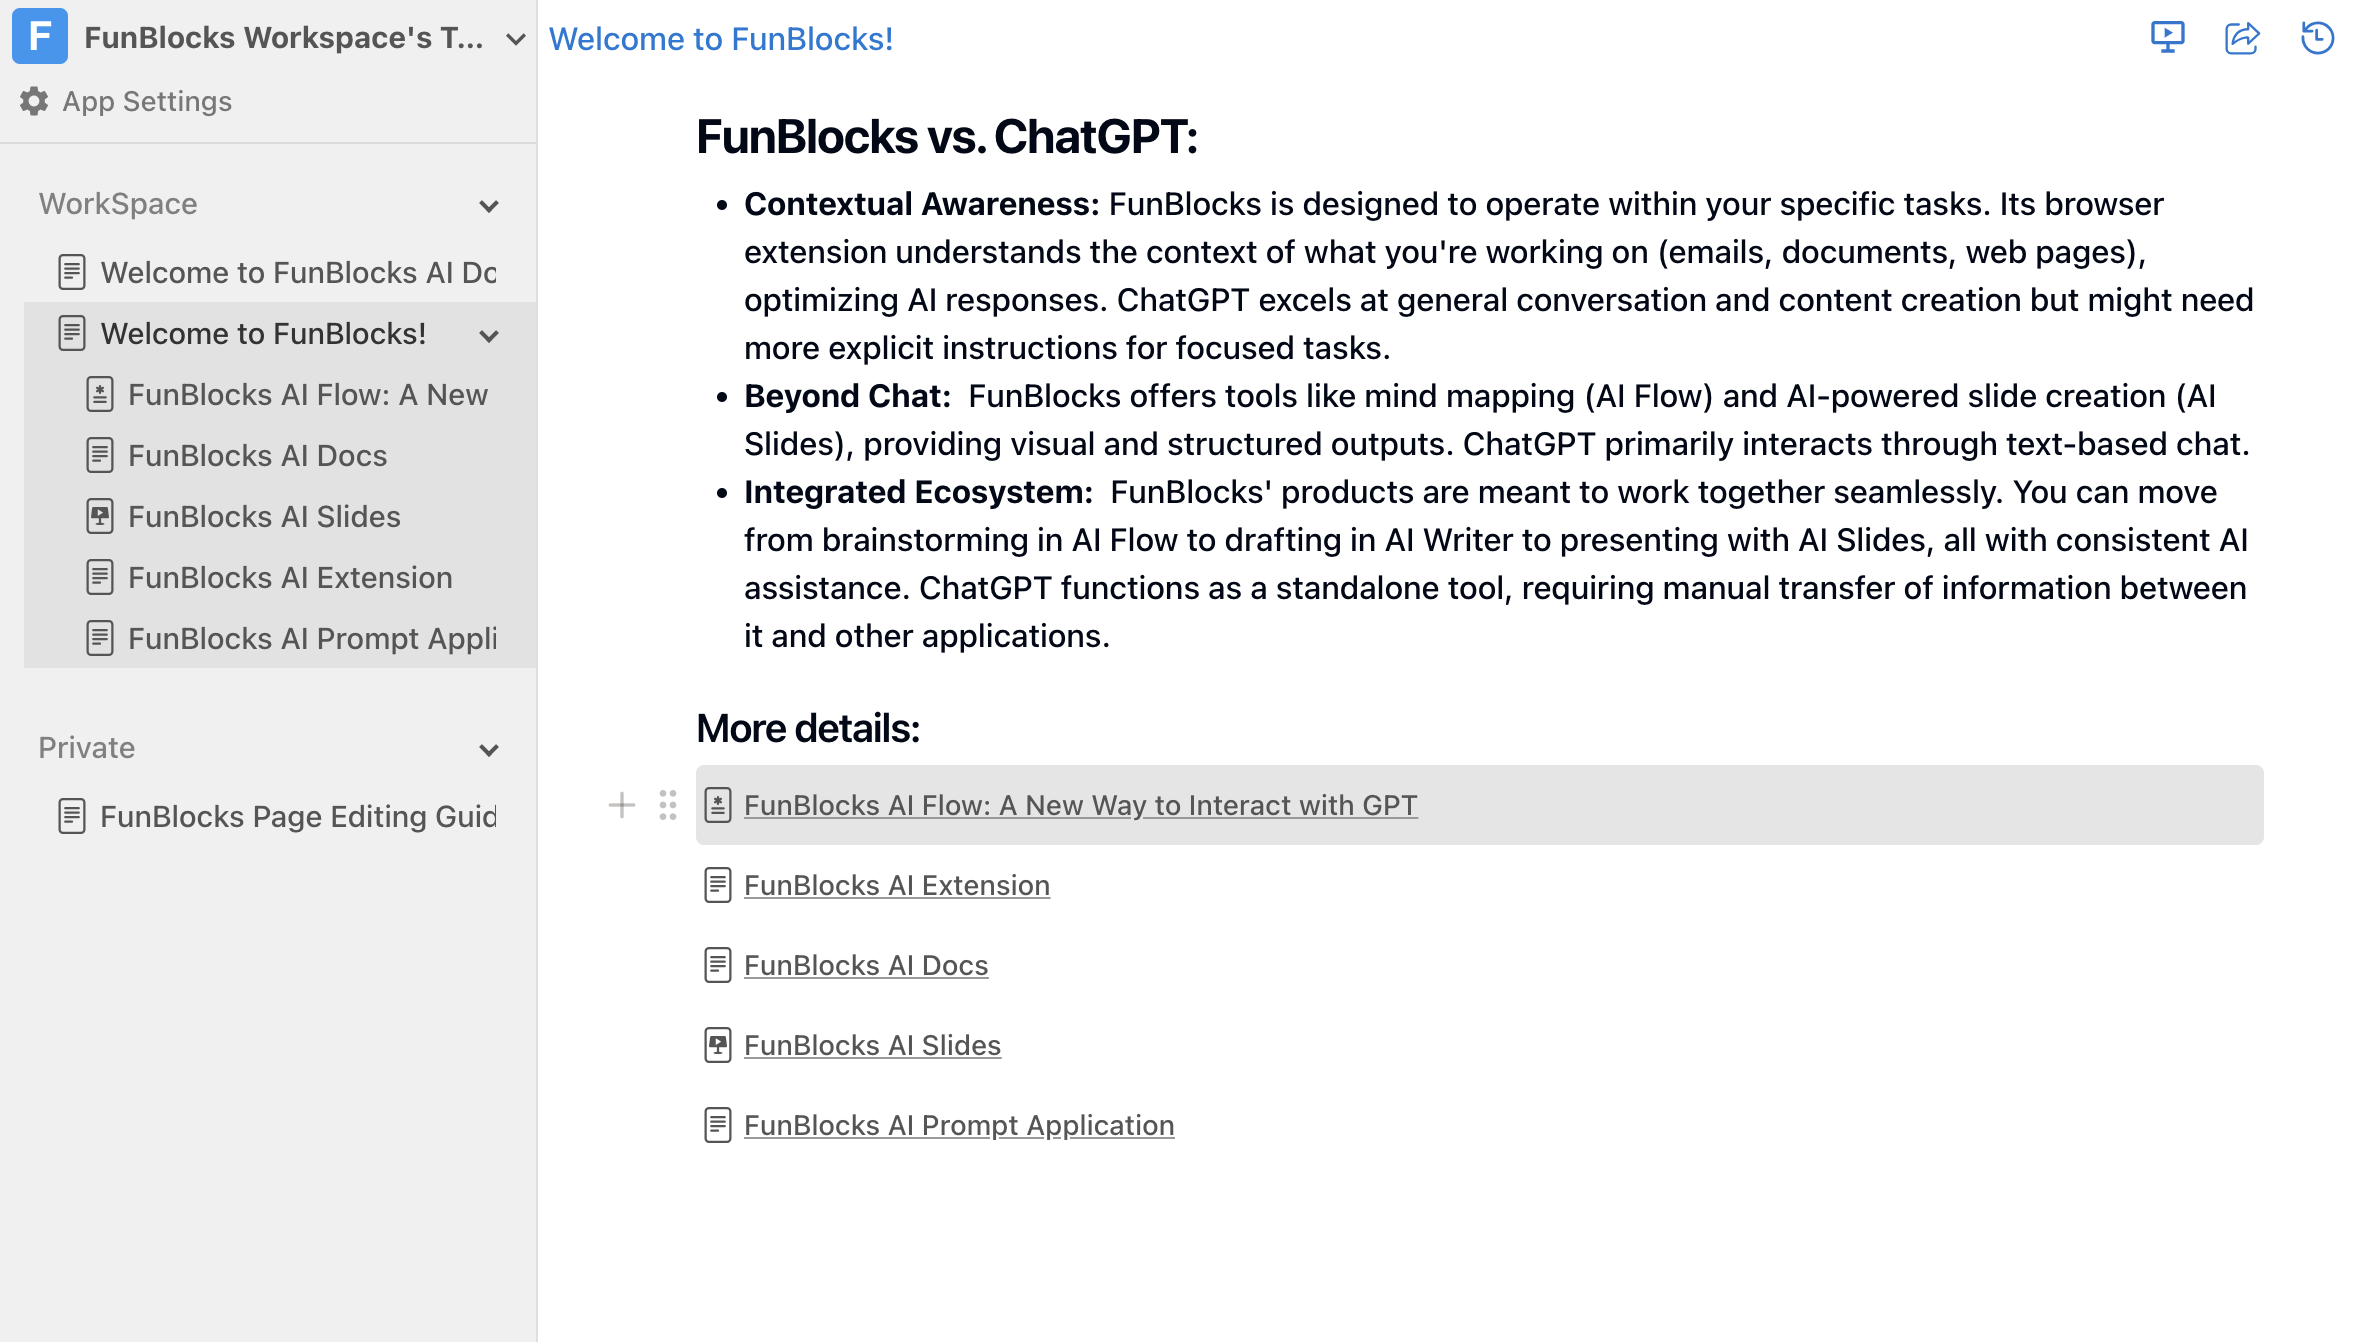 F
FunBlocks Workspace's T...
App Settings
WorkSpace
Welcome to FunBlocks AI Do
Welcome to FunBlocks!
FunBlocks AI Flow: A New
FunBlocks AI Docs
FunBlocks AI Slides
FunBlocks AI Extension
FunBlocks AI Prompt Appli
Private
FunBlocks Page Editing Guid
Welcome to FunBlocks!
FunBlocks vs. ChatGPT:
• Contextual Awareness: FunBlocks is designed to operate within your specific tasks. Its browser
extension understands the context of what you're working on (emails, documents, web pages),
optimizing AI responses. ChatGPT excels at general conversation and content creation but might need
more explicit instructions for focused tasks.
• Beyond Chat:  FunBlocks offers tools like mind mapping (AI Flow) and AI-powered slide creation (AI
Slides), providing visual and structured outputs. ChatGPT primarily interacts through text-based chat.
• Integrated Ecosystem:  FunBlocks' products are meant to work together seamlessly. You can move
from brainstorming in AI Flow to drafting in AI Writer to presenting with AI Slides, all with consistent AI
assistance. ChatGPT functions as a standalone tool, requiring manual transfer of information between
it and other applications.
More details:
FunBlocks AI Flow: A New Way to Interact with GPT
FunBlocks AI Extension
FunBlocks AI Docs
FunBlocks AI Slides
FunBlocks AI Prompt Application